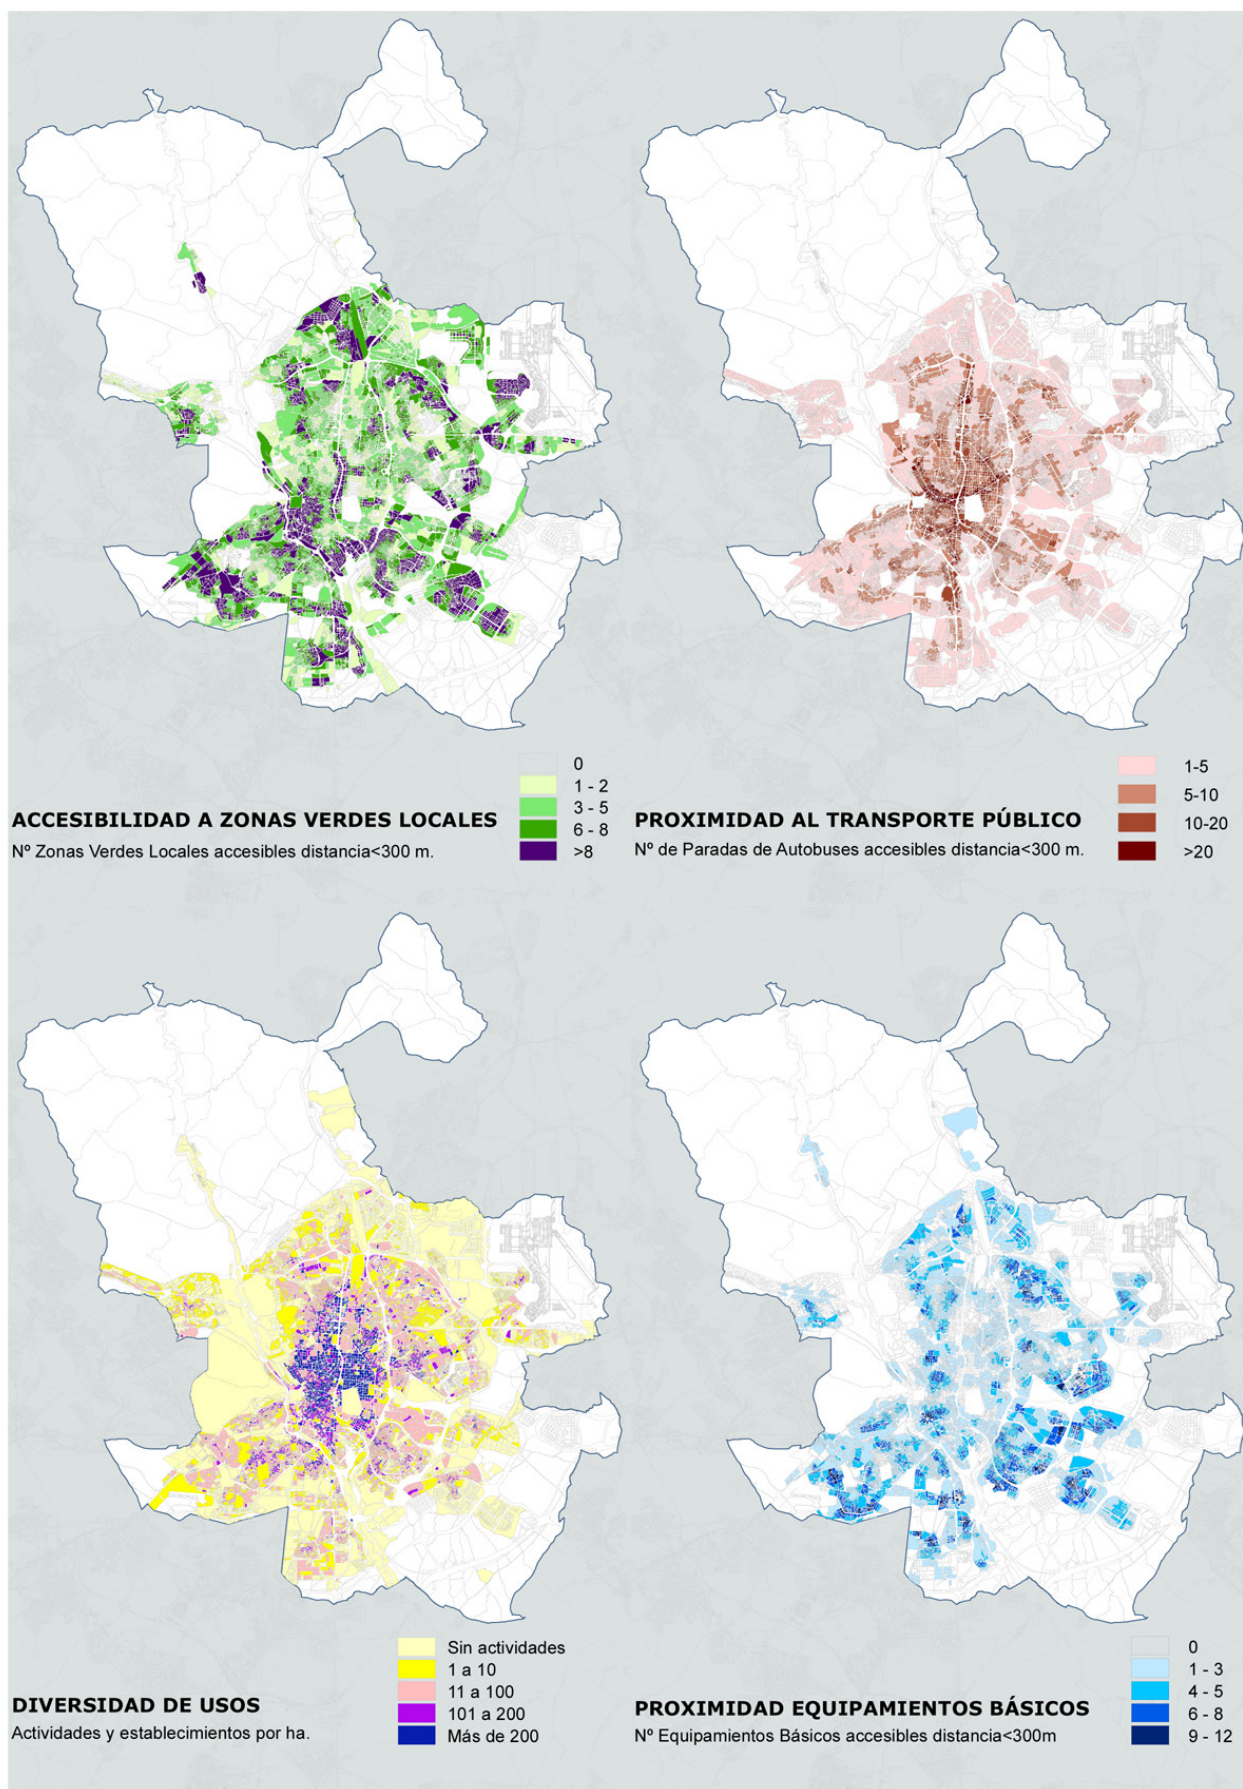 0
1 - 2
3 - 5
6 - 8
>8
ACCESIBILIDAD A ZONAS VERDES LOCALES
Nº Zonas Verdes Locales accesibles distancia<300 m.
1-5
5-10
10-20
>20
PROXIMIDAD AL TRANSPORTE PÚBLICO
Nº de Paradas de Autobuses accesibles distancia<300 m.
Sin actividades
1 a 10
11 a 100
101 a 200
Más de 200
DIVERSIDAD DE USOS
Actividades y establecimientos por ha.
0
1 - 3
4 - 5
6 - 8
9 - 12
PROXIMIDAD EQUIPAMIENTOS BÁSICOS
Nº Equipamientos Básicos accesibles distancia<300m